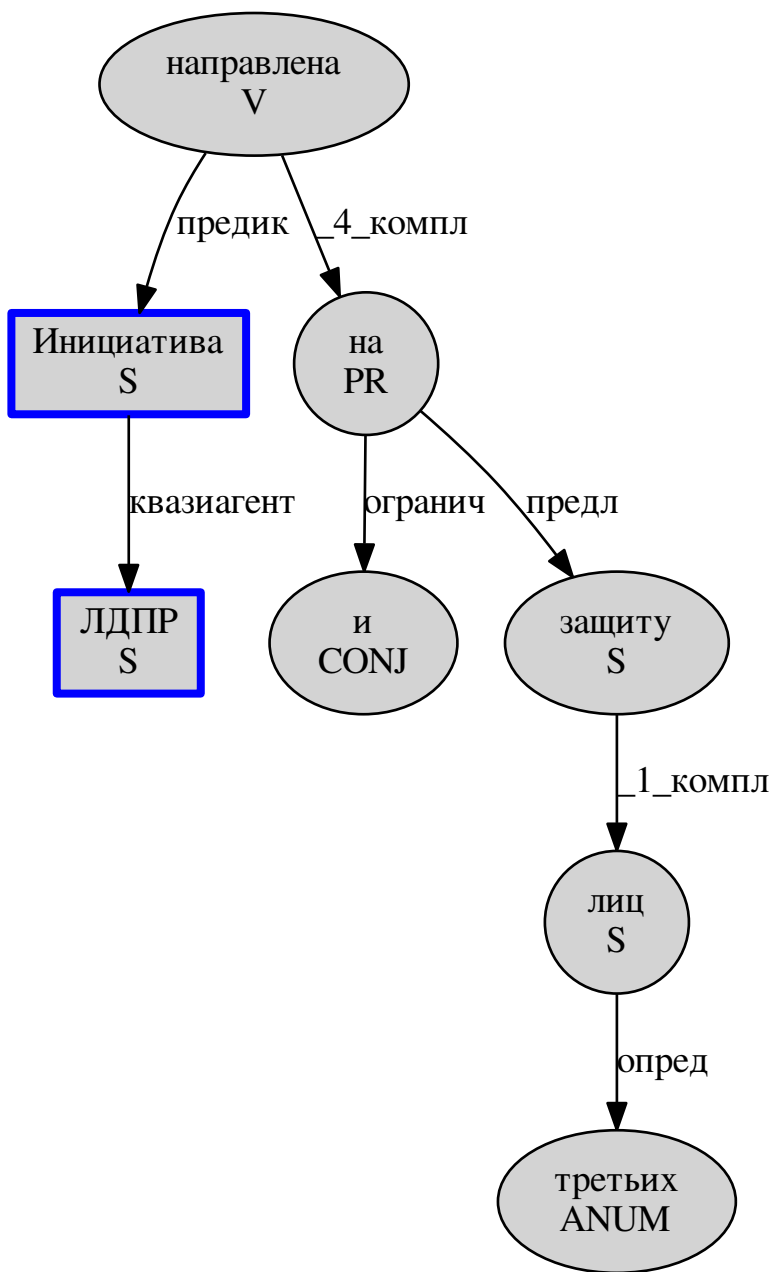 направлена
V
предик
_4_компл
Инициатива
S
на
PR
квазиагент
огранич
предл
ЛДПР
S
и
CONJ
защиту
S
_1_компл
лиц
S
опред
третьих
ANUM